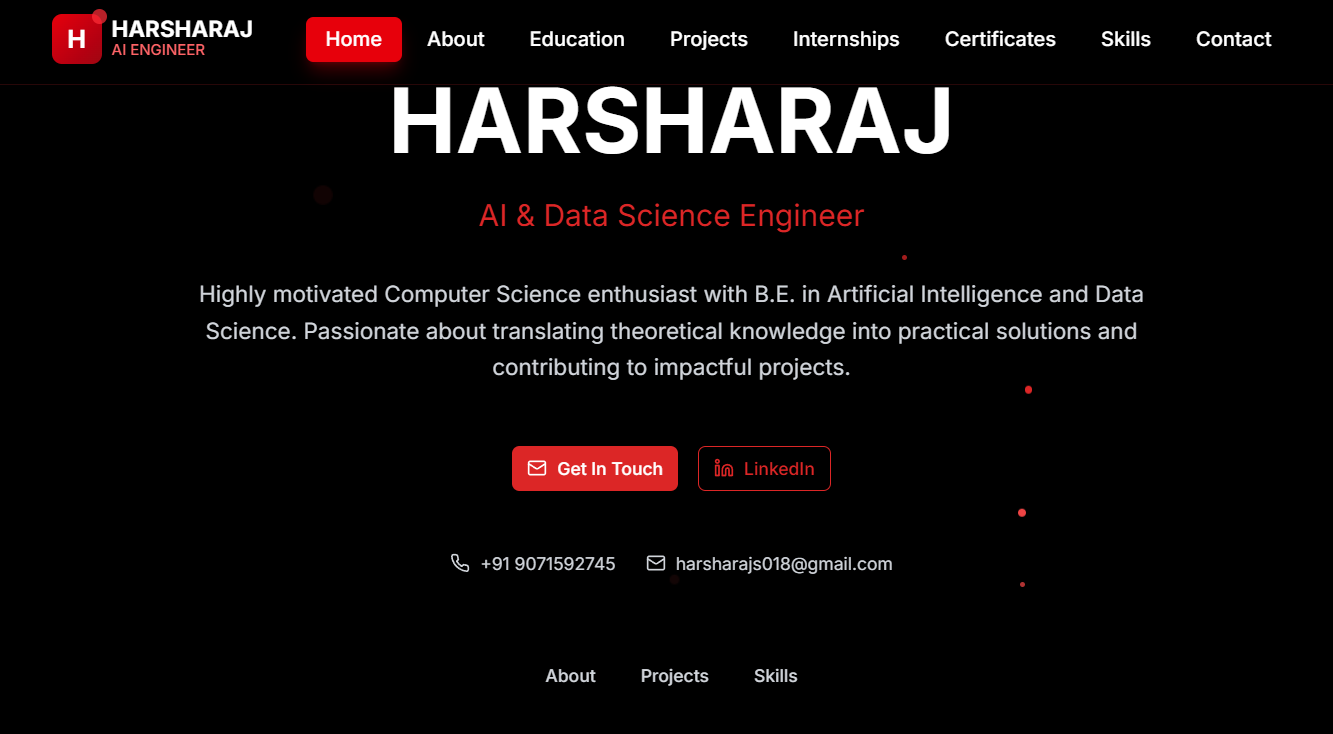 H
HARSHARAJ
AI ENGINEER
Home About Education Projects Internships Certificates Skills Contact
HARSHARAJ
AI & Data Science Engineer
Highly motivated Computer Science enthusiast with B.E. in Artificial Intelligence and Data
Science. Passionate about translating theoretical knowledge into practical solutions and
contributing to impactful projects.
Get In Touch LinkedIn
+91 9071592745 harsharajs018@gmail.com
About Projects Skills